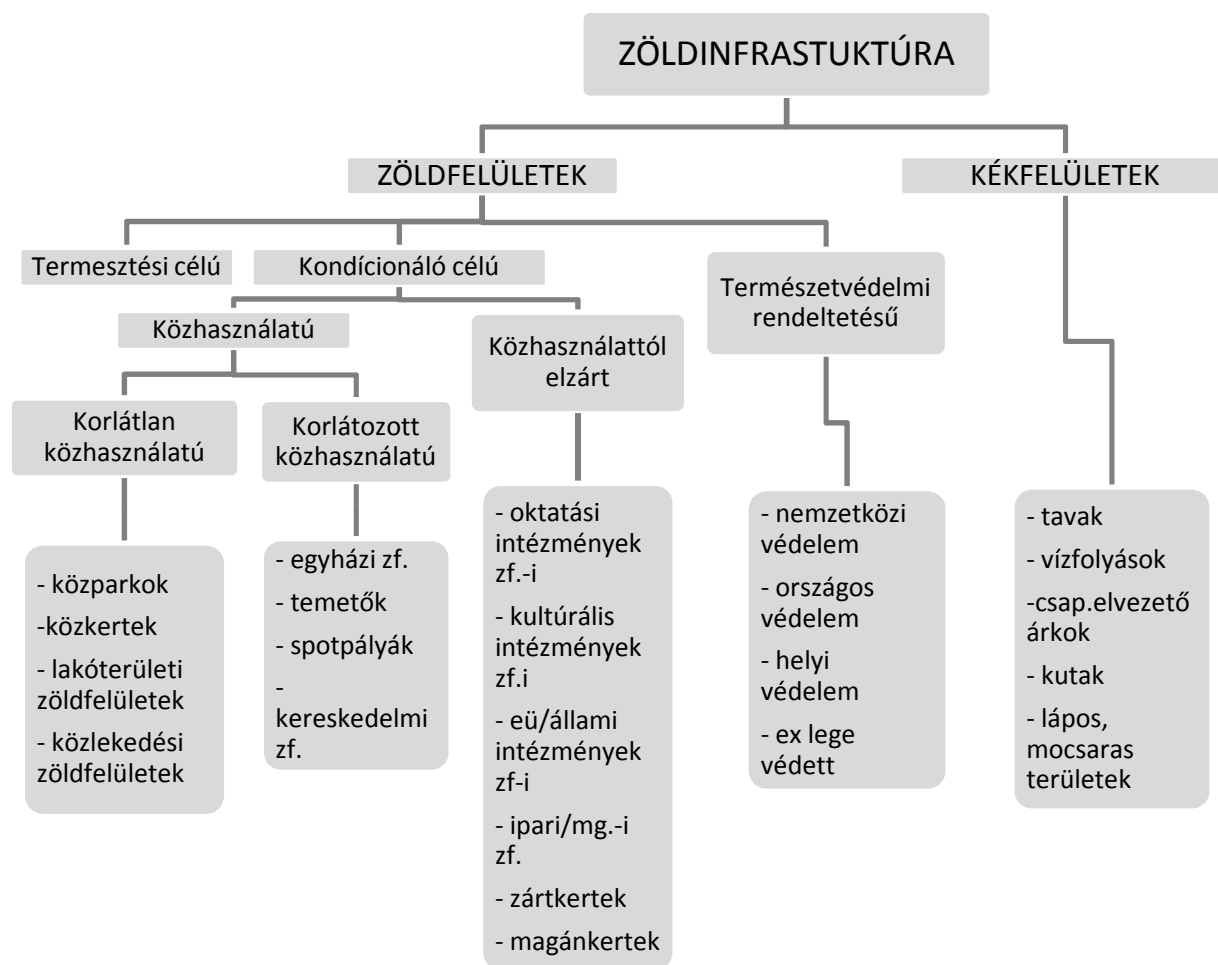 ZÖLDINFRASTUKTÚRA
ZÖLDFELÜLETEK
KÉKFELÜLETEK
Termesztési célú
Kondícionáló célú
Természetvédelmi
rendeltetésű
Közhasználatú
Közhasználattól
elzárt
Korlátlan
közhasználatú
Korlátozott
közhasználatú
- közparkok
-közkertek
- lakóterületi
zöldfelületek
- közlekedési
zöldfelületek
- egyházi zf.
- temetők
- spotpályák
-
kereskedelmi
zf.
- oktatási
intézmények
zf.-i
- kultúrális
intézmények
zf.i
- eü/állami
intézmények
zf-i
- ipari/mg.-i
zf.
- zártkertek
- magánkertek
- nemzetközi
védelem
- országos
védelem
- helyi
védelem
- ex lege
védett
- tavak
- vízfolyások
-csap.elvezető
árkok
- kutak
- lápos,
mocsaras
területek